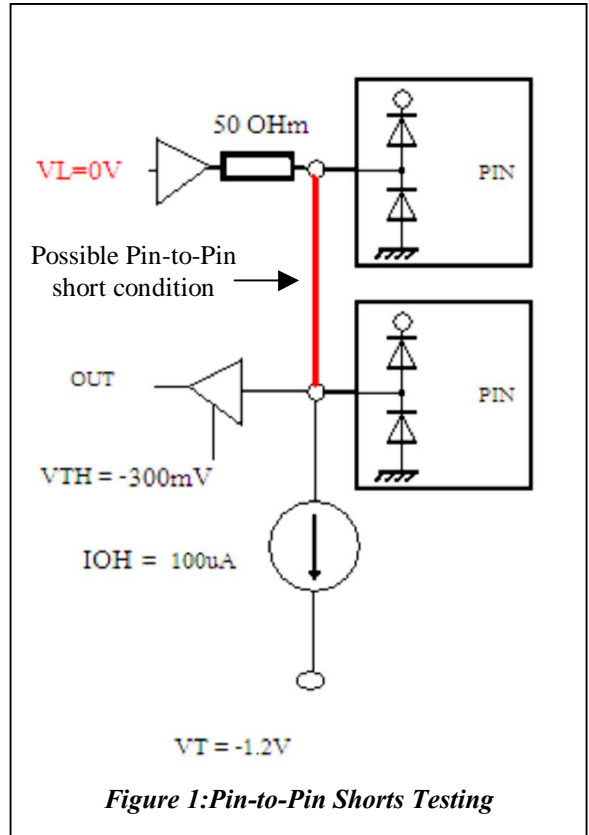 50 OHm
VL=0V
PIN
Possible Pin-to-Pin
short condition
OUT
PIN
VTH = -300mV
IOH = 100uA
VT = -1.2V
Figure 1:Pin-to-Pin Shorts Testing